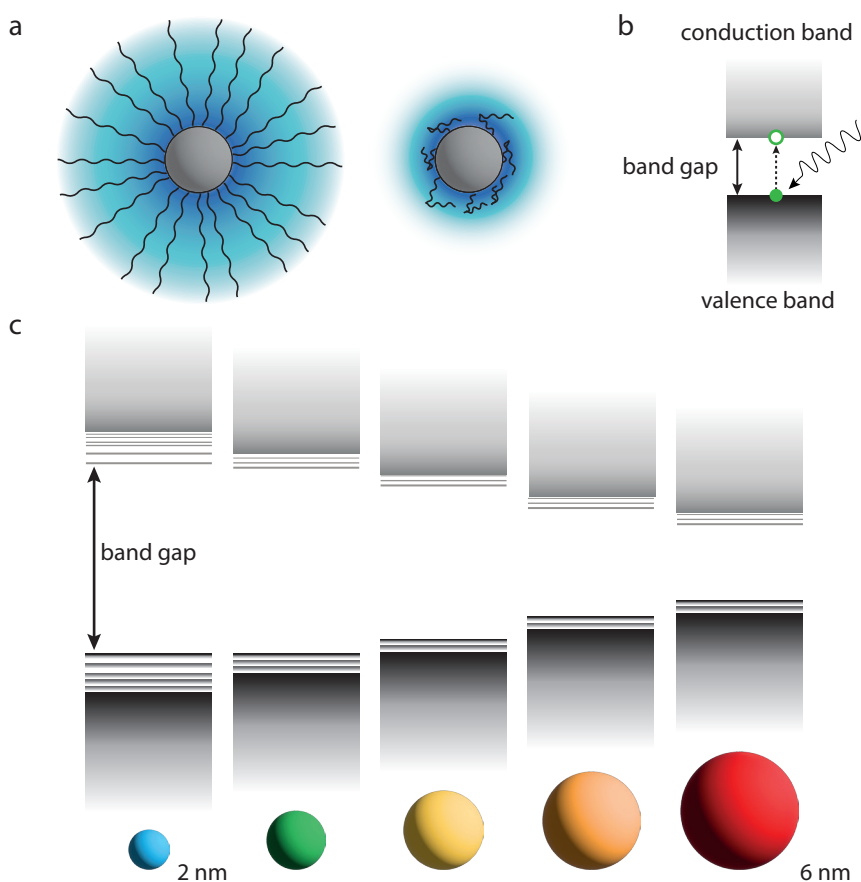 a
b
conduction band
band gap
valence band
c
band gap
2 nm
6 nm